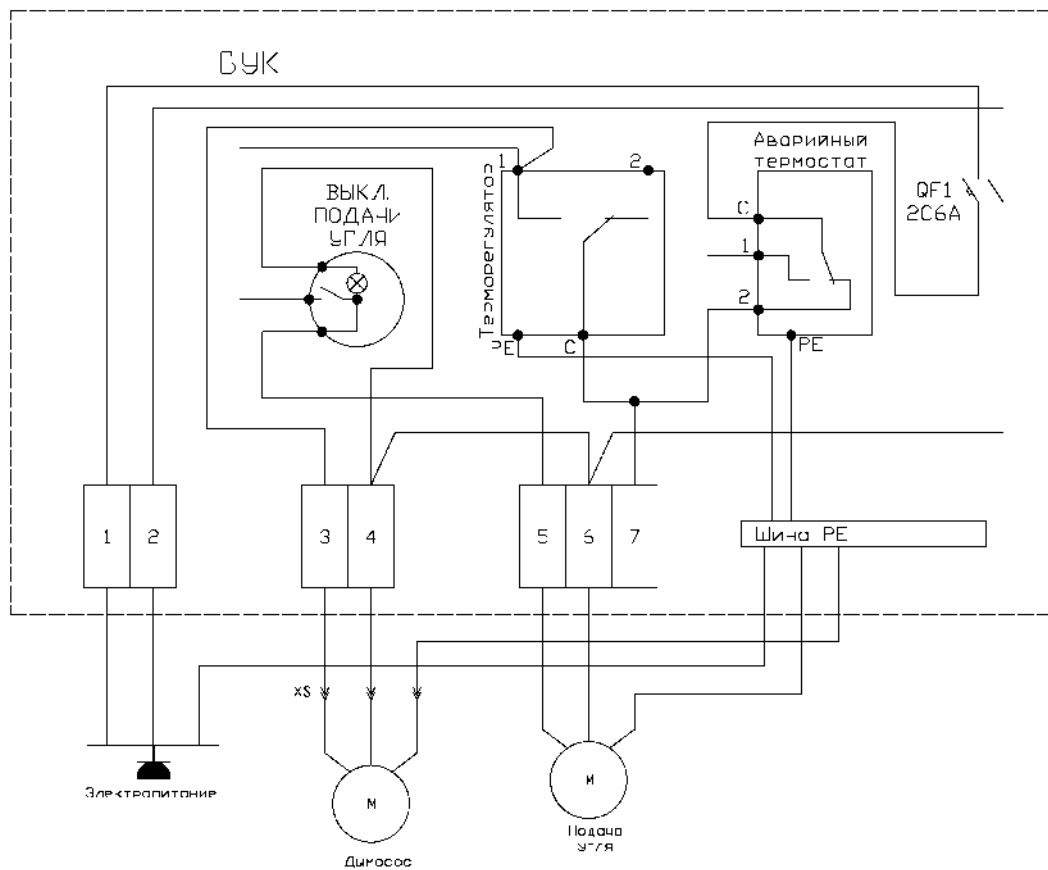 БУК
ВЫКЛ.
ПОДАЧИ
УГЛЯ
Терморегулятор
1
2
PE
C
Аварийный
термостат
C
1
2
PE
QF1
2C6A
1
2
3
4
5
6
7
Шина PE
xS
M
M
Электропитание
Подача
угля
Дымосос